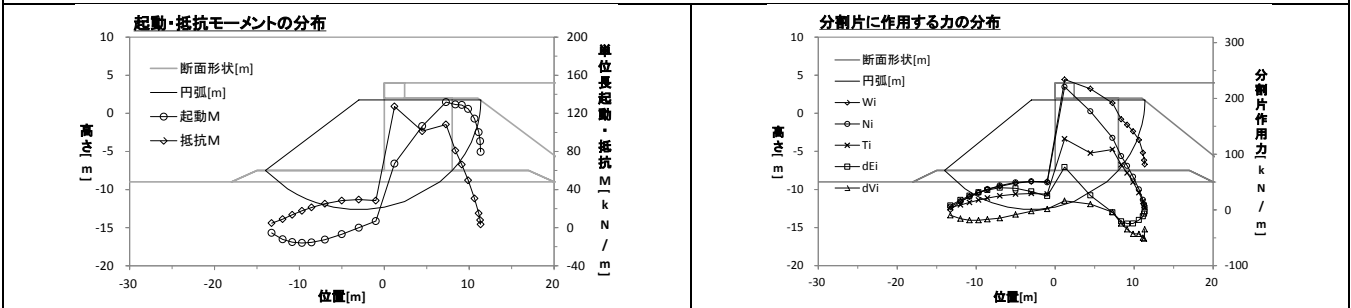 起動・抵抗モーメントの分布
10
5
0
-5
-10
-15
-20
高さ[m]
-30
-20
-10
0
10
20
位置[m]
200
160
120
80
40
0
-40
単位長起動・抵抗M[kN/m]
断面形状[m]
円弧[m]
起動M
抵抗M
分割片に作用する力の分布
10
5
0
-5
-10
-15
-20
高さ[m]
-30
-20
-10
0
10
20
位置[m]
300
200
100
0
-100
分割片作用力[kN/m]
断面形状[m]
円弧[m]
Wi
Ni
Ti
dEi
dVi